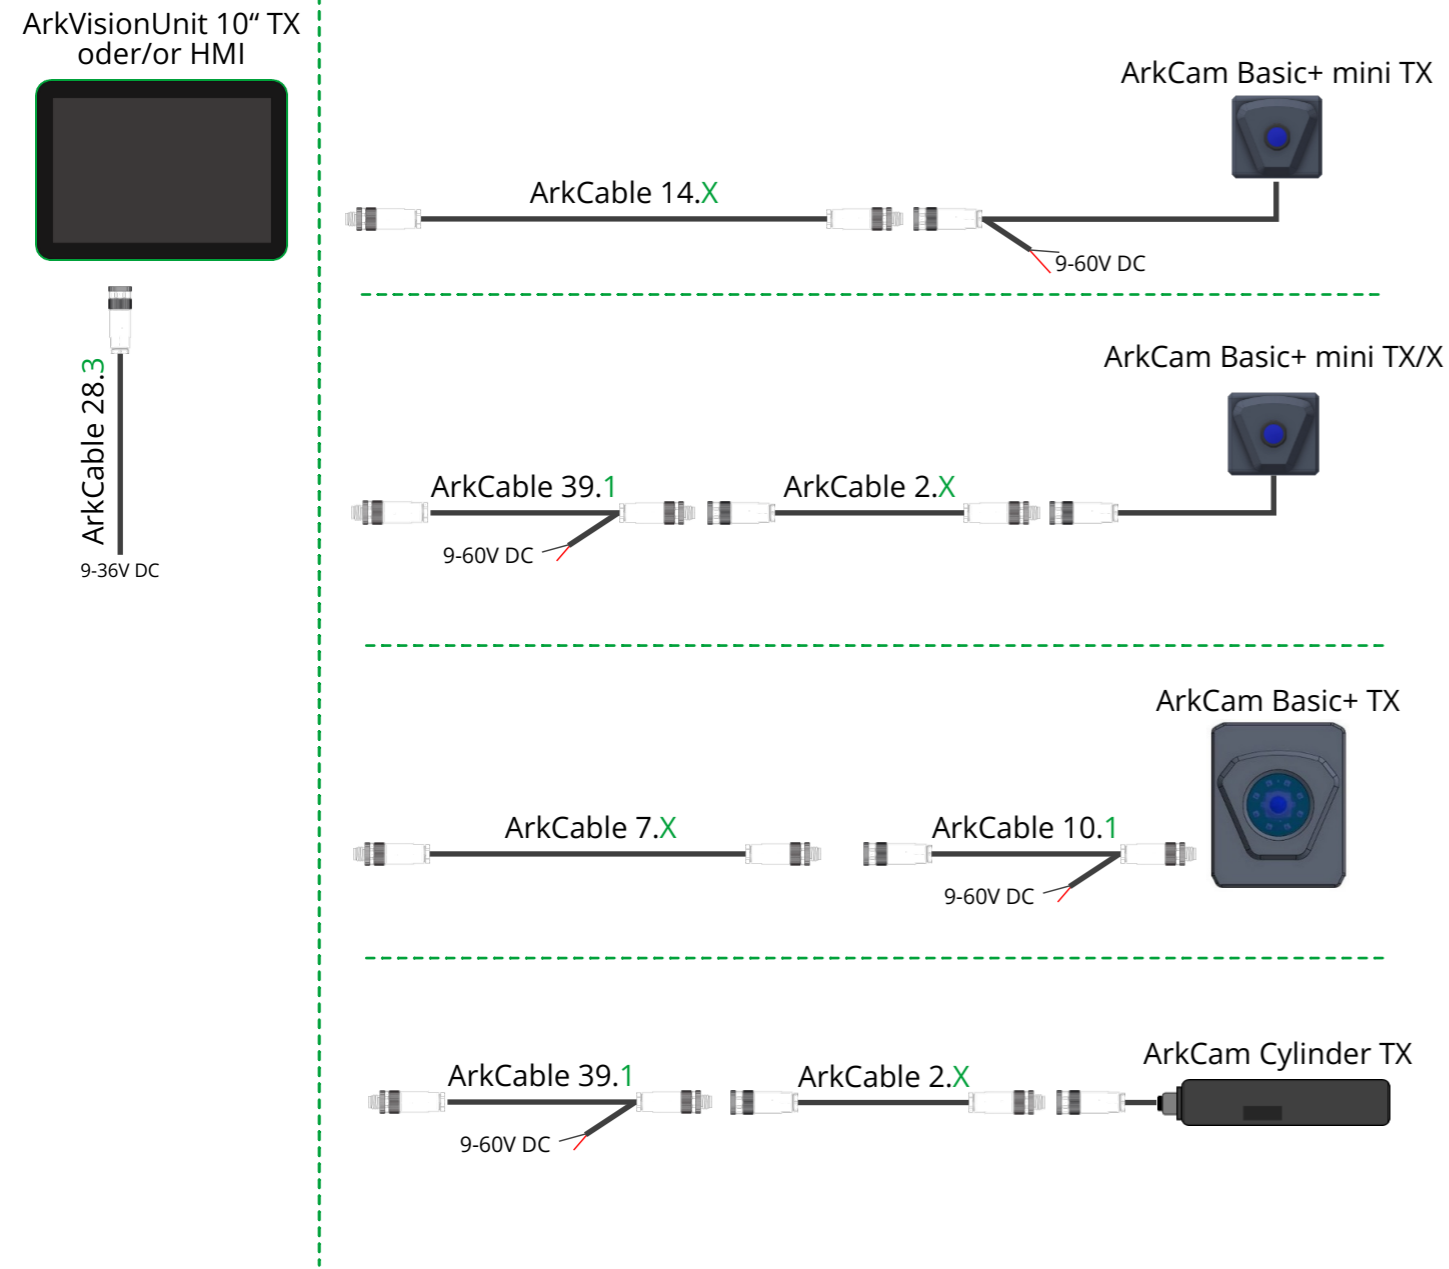 ArkVisionUnit 10“ TX
oder/or HMI
ArkCable 28.3
9-36V DC
ArkCam Basic+ mini TX
ArkCable 14.X
9-60V DC
ArkCam Basic+ mini TX/X
ArkCable 39.1
ArkCable 2.X
9-60V DC
ArkCam Basic+ TX
ArkCable 7.X
ArkCable 10.1
9-60V DC
ArkCam Cylinder TX
ArkCable 39.1
ArkCable 2.X
9-60V DC